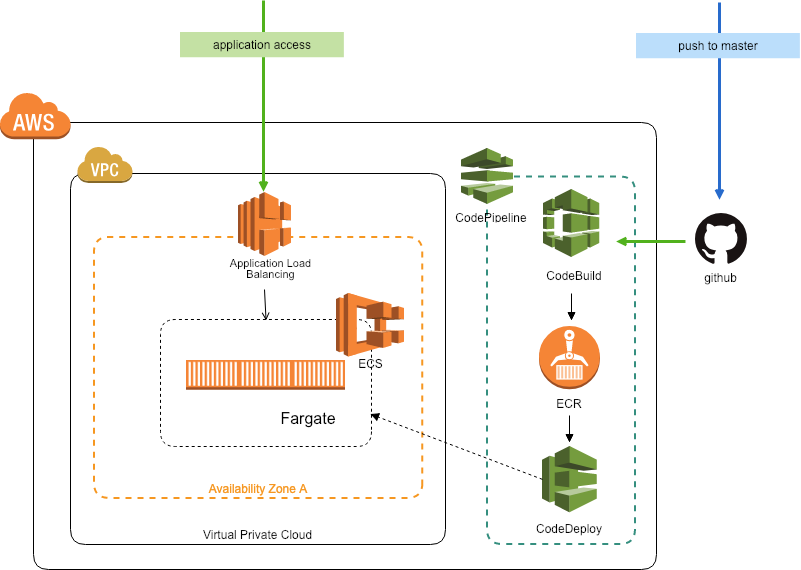 application access
push to master
AWS
VPC
CodePipeline
Application Load
Balancing
CodeBuild
github
ECS
ECR
Fargate
Availability Zone A
CodeDeploy
Virtual Private Cloud